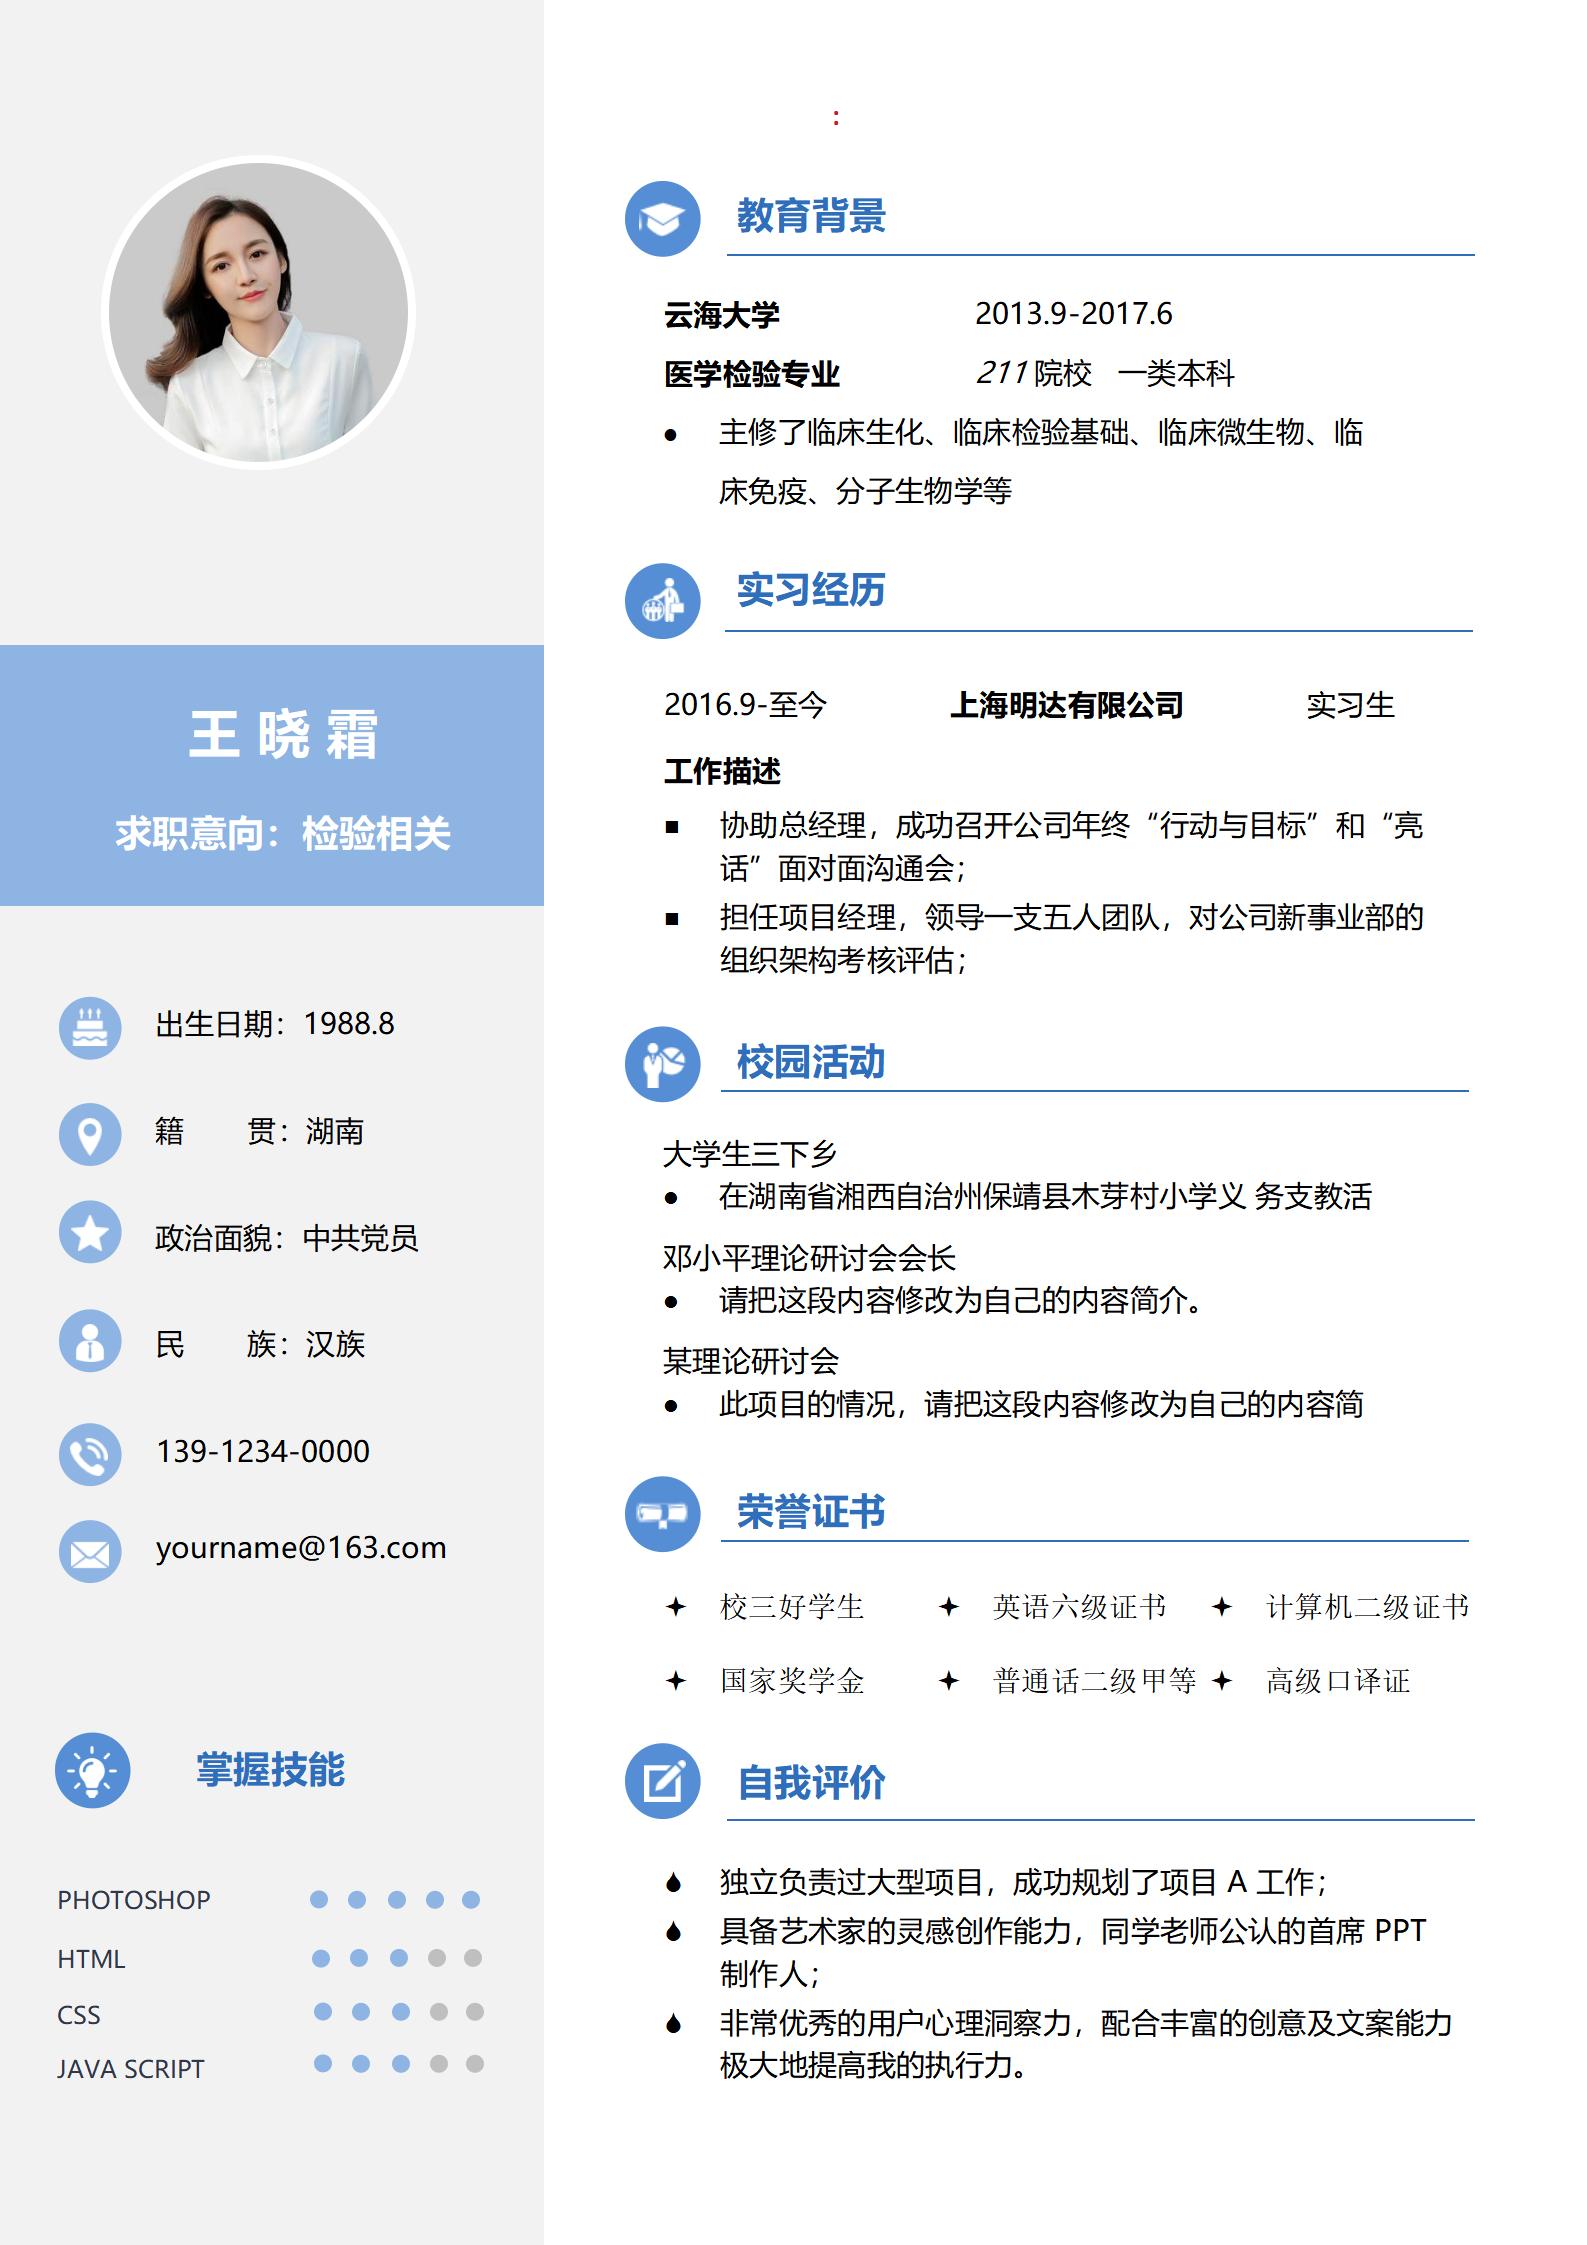 :
王晓霜
求职意向：检验相关
出生日期：1988.8
籍 贯：湖南
政治面貌：中共党员
民 族：汉族
139-1234-0000
yourname@163.com
掌握技能
PHOTOSHOP
HTML
CSS
JAVA SCRIPT
教育背景
云海大学 2013.9-2017.6
医学检验专业 211 院校 一类本科
● 主修了临床生化、临床检验基础、临床微生物、临
床免疫、分子生物学等
实习经历
2016.9-至今 上海明达有限公司 实习生
工作描述
■ 协助总经理，成功召开公司年终“行动与目标”和“亮
话”面对面沟通会；
■ 担任项目经理，领导一支五人团队，对公司新事业部的
组织架构考核评估；
校园活动
大学生三下乡
● 在湖南省湘西自治州保靖县木芽村小学义 务支教活
邓小平理论研讨会会长
● 请把这段内容修改为自己的内容简介。
某理论研讨会
● 此项目的情况，请把这段内容修改为自己的内容简
荣誉证书
✦ 校三好学生 ✦ 英语六级证书 ✦ 计算机二级证书
✦ 国家奖学金 ✦ 普通话二级甲等 ✦ 高级口译证
自我评价
独立负责过大型项目，成功规划了项目 A 工作；
具备艺术家的灵感创作能力，同学老师公认的首席 PPT
制作人；
非常优秀的用户心理洞察力，配合丰富的创意及文案能力
极大地提高我的执行力。